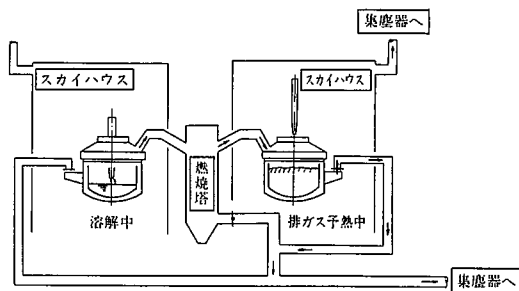 集塵器へ
スカイハウス
スカイハウス
燃焼塔
溶解中
排ガス予熱中
集塵器へ